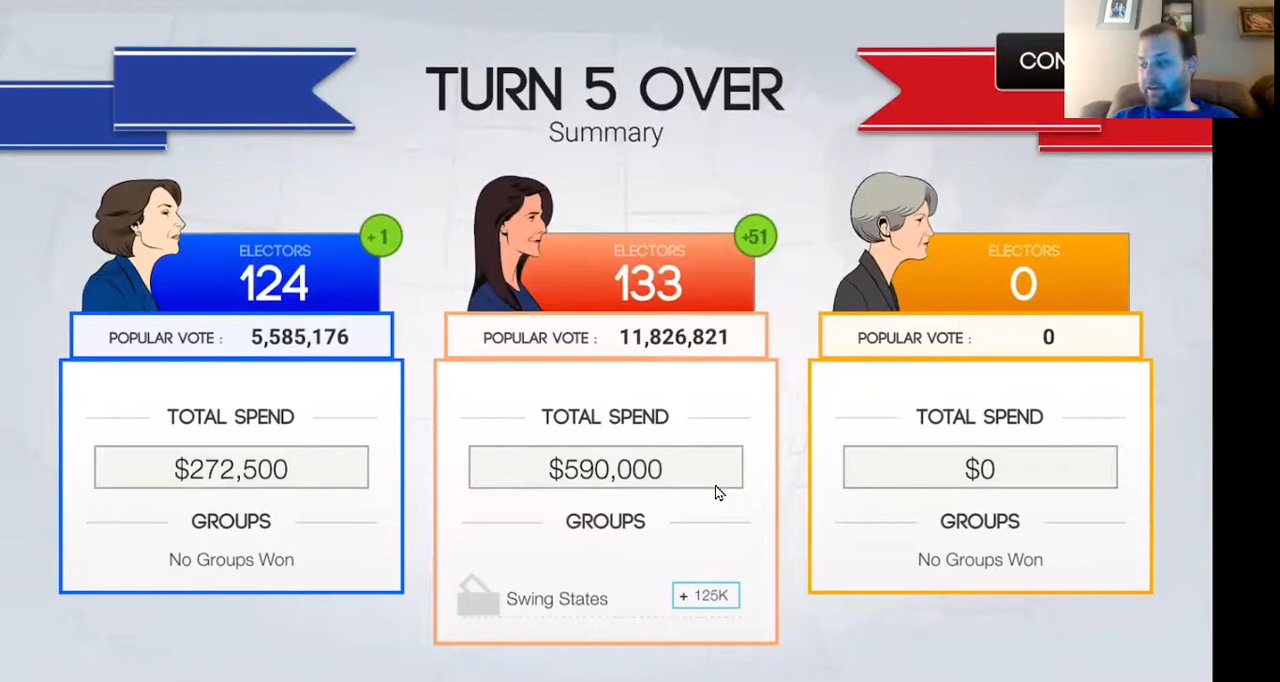 TURN 5 OVER
Summary
CON
+1
ELECTORS
124
POPULAR VOTE : 5,585,176
TOTAL SPEND
$272,500
GROUPS
No Groups Won
+51
ELECTORS
133
POPULAR VOTE : 11,826,821
TOTAL SPEND
$590,000
GROUPS
Swing States + 125K
ELECTORS
0
POPULAR VOTE : 0
TOTAL SPEND
$0
GROUPS
No Groups Won